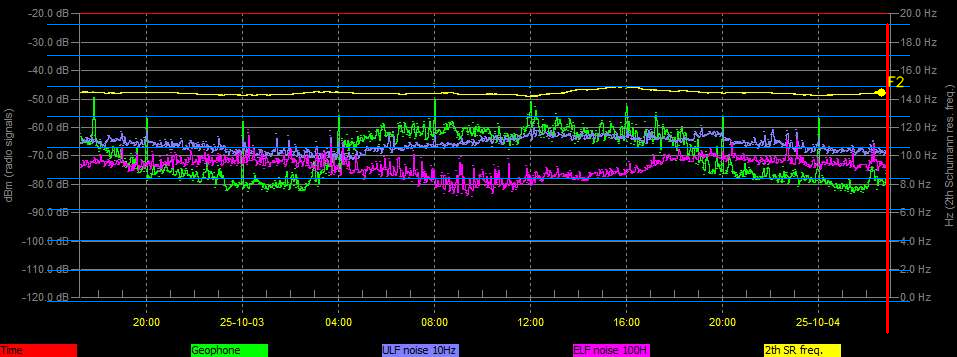 -20.0 dB 20.0 Hz
-30.0 dB 18.0 Hz
-40.0 dB 16.0 Hz
F2
-50.0 dB 14.0 Hz
-60.0 dB 12.0 Hz
-70.0 dB 10.0 Hz
-80.0 dB 8.0 Hz
-90.0 dB 6.0 Hz
-100.0 dB 4.0 Hz
-110.0 dB 2.0 Hz
-120.0 dB 0.0 Hz
dBm (radio signals)
Hz (2th Schumann res. freq.)
20:00 25-10-03 04:00 08:00 12:00 16:00 20:00 25-10-04
Time Geophone ULF noise 10Hz ELF noise 100H 2th SR freq.